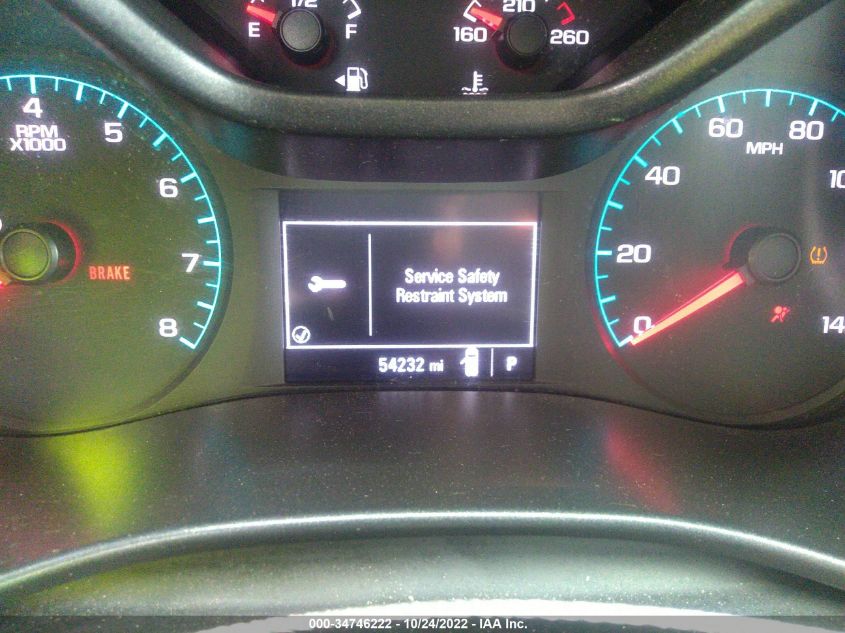 1/2
E
F
210
160
260
4
5
6
7
8
RPM
X1000
BRAKE
Service Safety
Restraint System
54232 mi
P
0
20
40
60
80
MPH
000-34746222 - 10/24/2022 - IAA Inc.